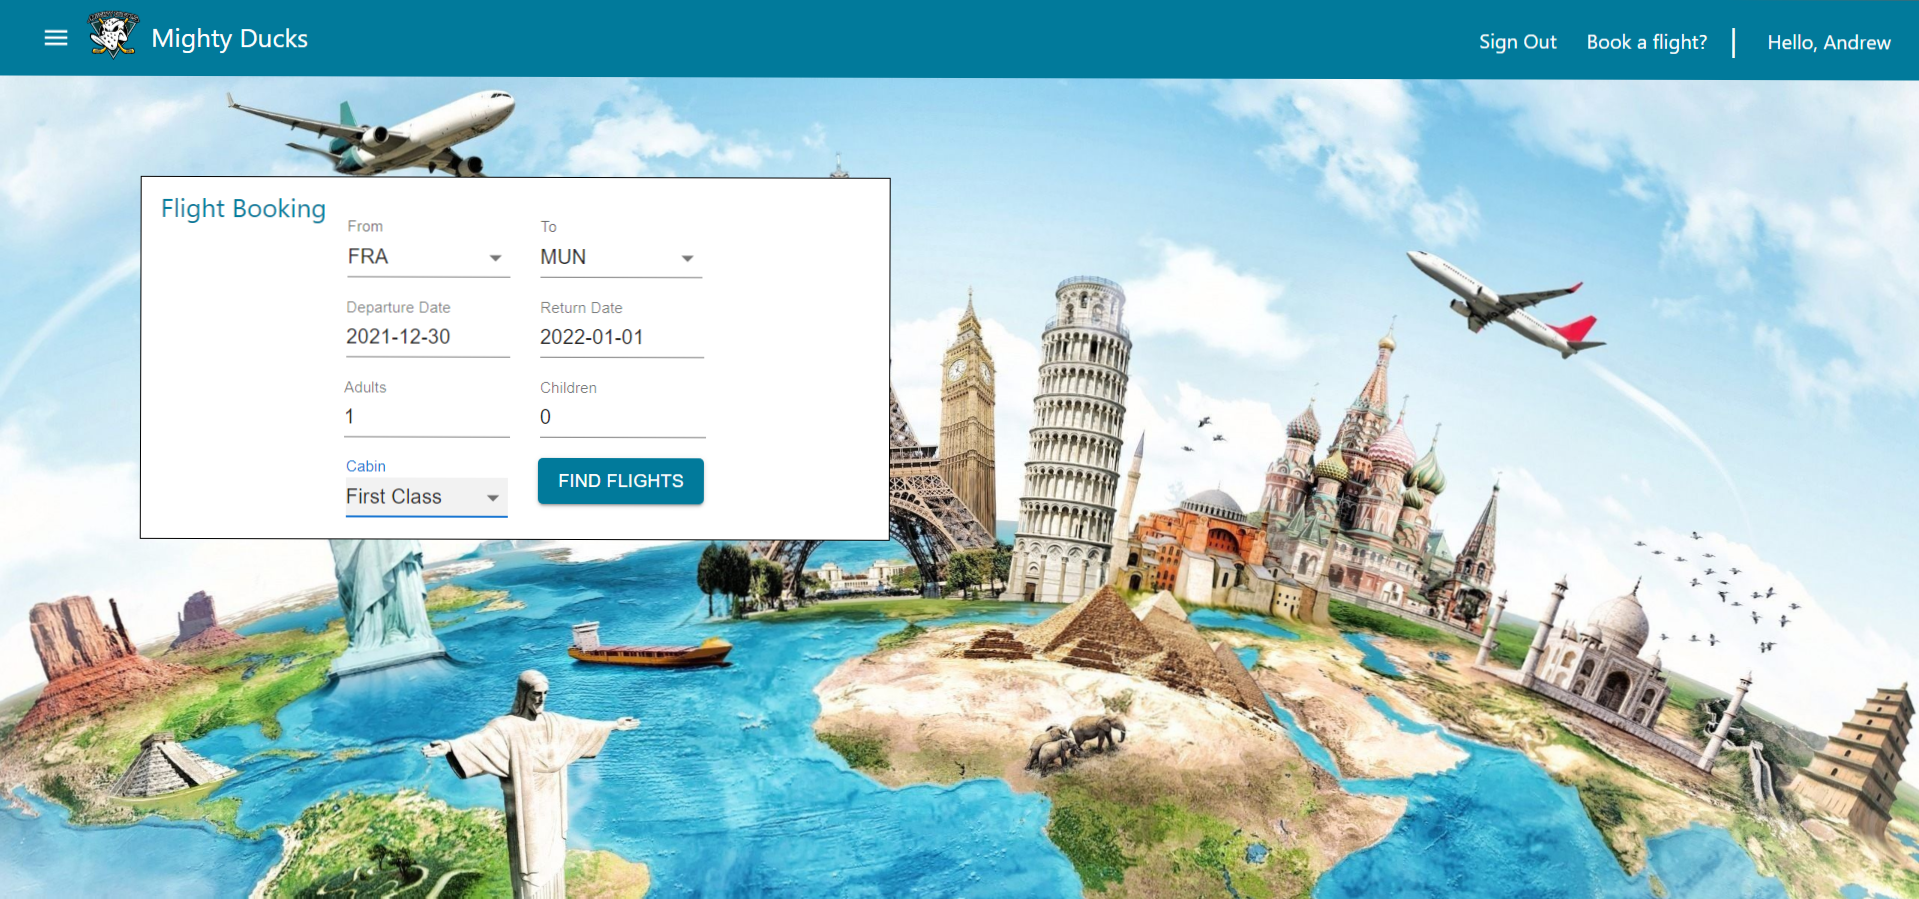 Mighty Ducks
Sign Out Book a flight? Hello, Andrew
Flight Booking
From To
FRA MUN
Departure Date Return Date
2021-12-30 2022-01-01
Adults Children
1 0
Cabin
First Class FIND FLIGHTS